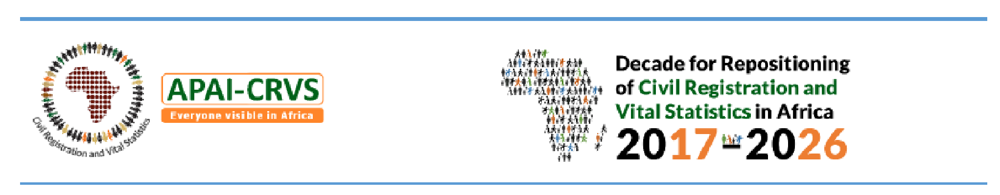 Civil Registration and Vital Statistics
APAI-CRVS
Everyone visible in Africa
Decade for Repositioning
of Civil Registration and
Vital Statistics in Africa
2017-2026